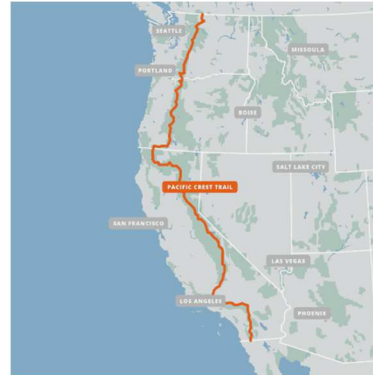 SEATTLE
MISSOULA
PORTLAND
BOISE
SALT LAKE CITY
PACIFIC CREST TRAIL
SAN FRANCISCO
LAS VEGAS
LOS ANGELES
PHOENIX